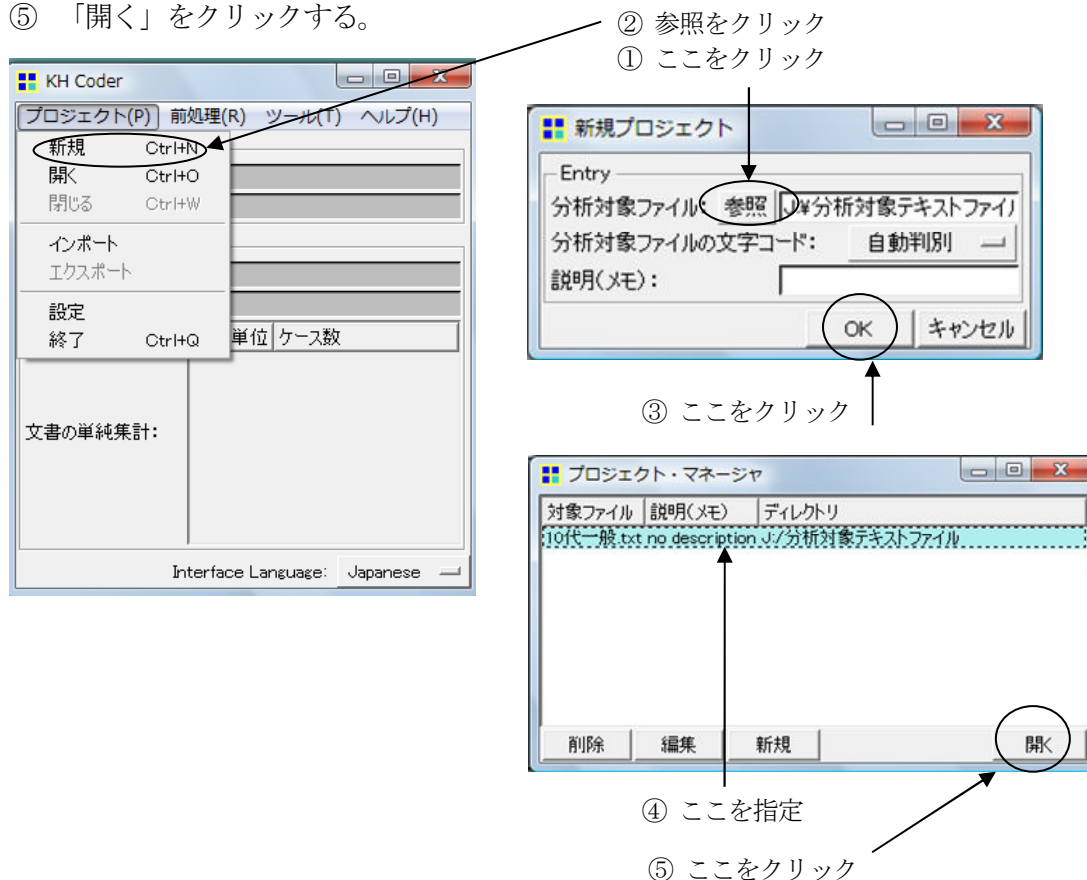 ⑤ 「開く」をクリックする。
② 参照をクリック
① ここをクリック
KH Coder
プロジェクト(P) 前処理(R) ツール(T) ヘルプ(H)
新規 Ctrl+N
開く Ctrl+O
閉じる Ctrl+W
インポート
エクスポート
設定
終了 Ctrl+Q
単位 ケース数
文書の単純集計:
Interface Language: Japanese
新規プロジェクト
Entry
分析対象ファイル: 参照 J:¥分析対象テキストファイ
分析対象ファイルの文字コード: 自動判別
説明(メモ):
OK キャンセル
③ ここをクリック
プロジェクト・マネージャ
対象ファイル 説明(メモ) ディレクトリ
10代一般.txt no description J:/分析対象テキストファイル
削除 編集 新規 開く
④ ここを指定
⑤ ここをクリック